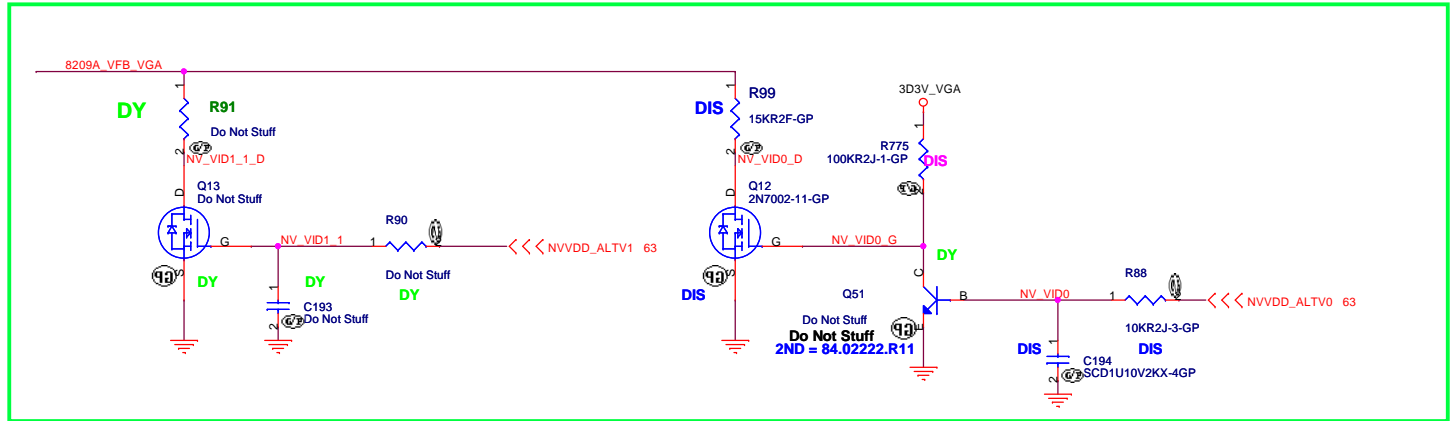 8209A_VFB_VGA
DY
R91
Do Not Stuff
1
2
G/P
NV_VID1_1_D
Q13
Do Not Stuff
D
G
S
GP
DY
NV_VID1_1
DY
1
2
C193
G/P
Do Not Stuff
R90
1
Do Not Stuff
DY
NVVDD_ALTV1 63
DIS
R99
15KR2F-GP
1
2
G/P
NV_VID0_D
Q12
2N7002-11-GP
D
G
S
GP
DIS
NV_VID0_G
3D3V_VGA
1
R775
100KR2J-1-GP
DIS
2
G/P
DY
C
B
E
Q51
Do Not Stuff
Do Not Stuff
GP
2ND = 84.02222.R11
NV_VID0
R88
1
10KR2J-3-GP
DIS
NVVDD_ALTV0 63
DIS
1
2
C194
G/P
SCD1U10V2KX-4GP